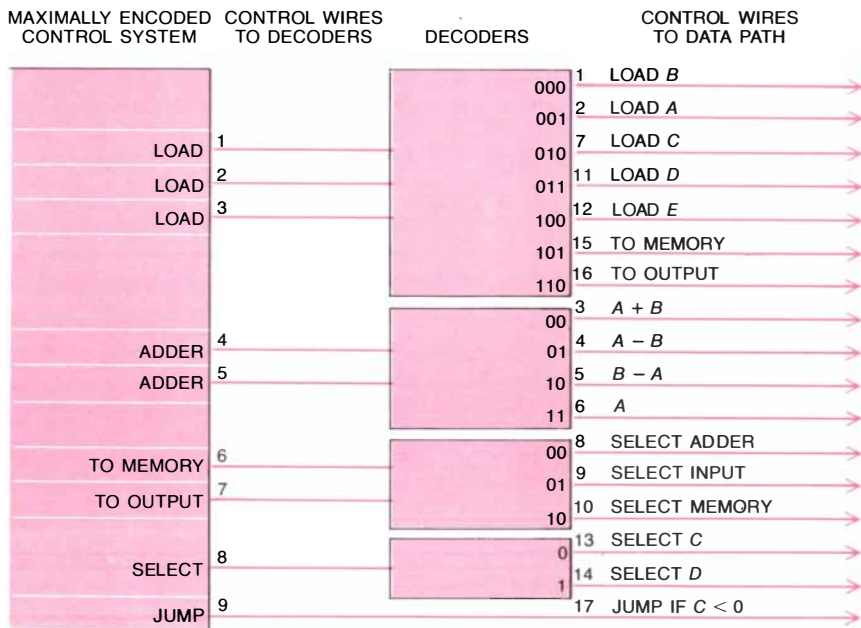 MAXIMALLY ENCODED CONTROL SYSTEM
CONTROL WIRES TO DECODERS
DECODERS
CONTROL WIRES TO DATA PATH
LOAD 1
LOAD 2
LOAD 3
000 1 LOAD B
001 2 LOAD A
010 7 LOAD C
011 11 LOAD D
100 12 LOAD E
101 15 TO MEMORY
110 16 TO OUTPUT
ADDER 4
ADDER 5
00 3 A + B
01 4 A − B
10 5 B − A
11 6 A
TO MEMORY 6
TO OUTPUT 7
00 8 SELECT ADDER
01 9 SELECT INPUT
10 10 SELECT MEMORY
SELECT 8
0 13 SELECT C
1 14 SELECT D
JUMP 9
17 JUMP IF C < 0